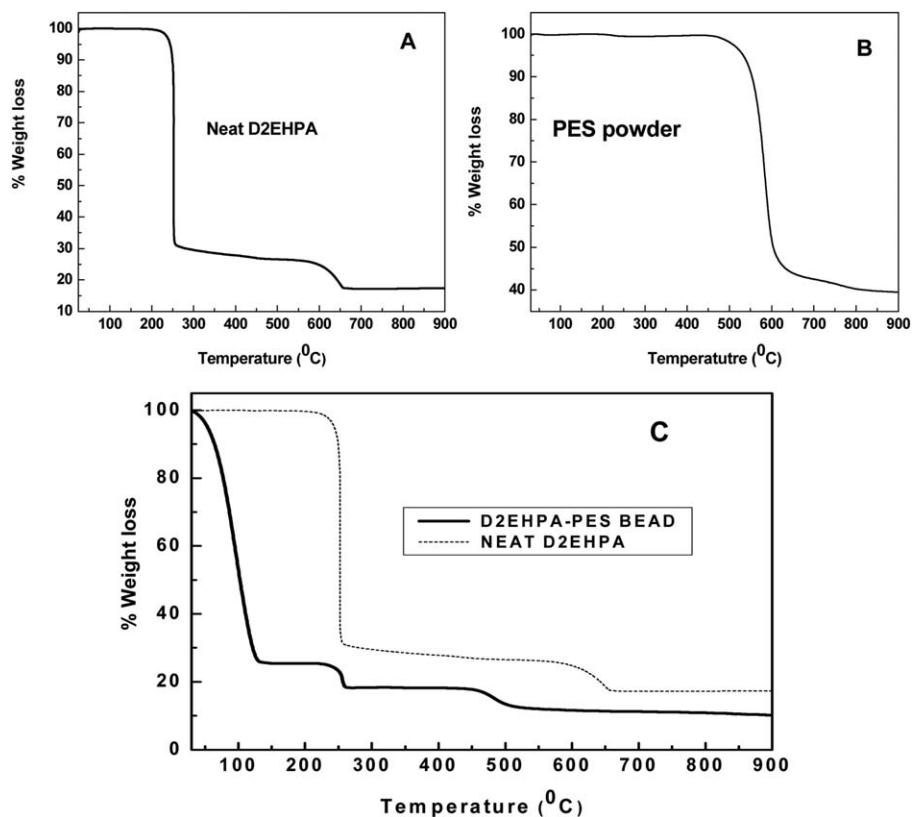 A
Neat D2EHPA
% Weight loss
100
90
80
70
60
50
40
30
20
10
100 200 300 400 500 600 700 800 900
Temperature (⁰C)
B
PES powder
% Weight loss
100
90
80
70
60
50
40
100 200 300 400 500 600 700 800 900
Temperatutre (⁰C)
C
D2EHPA-PES BEAD
NEAT D2EHPA
% Weight loss
100
80
60
40
20
0
100 200 300 400 500 600 700 800 900
Temperature (⁰C)